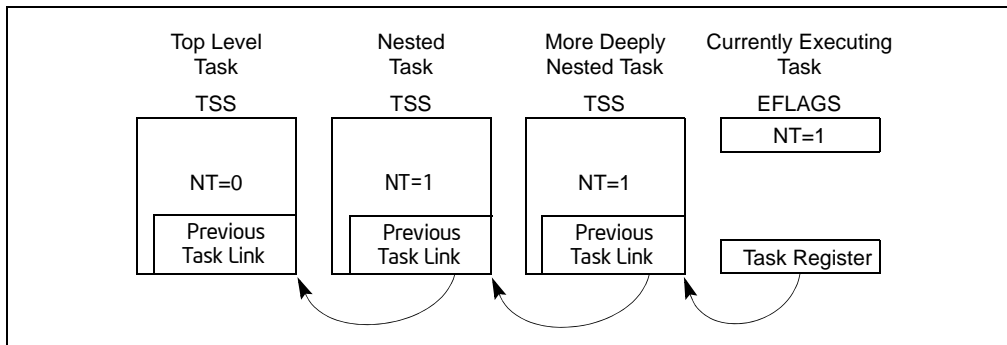 Top Level
Task
TSS
NT=0
Previous
Task Link
Nested
Task
TSS
NT=1
Previous
Task Link
More Deeply
Nested Task
TSS
NT=1
Previous
Task Link
Currently Executing
Task
EFLAGS
NT=1
Task Register